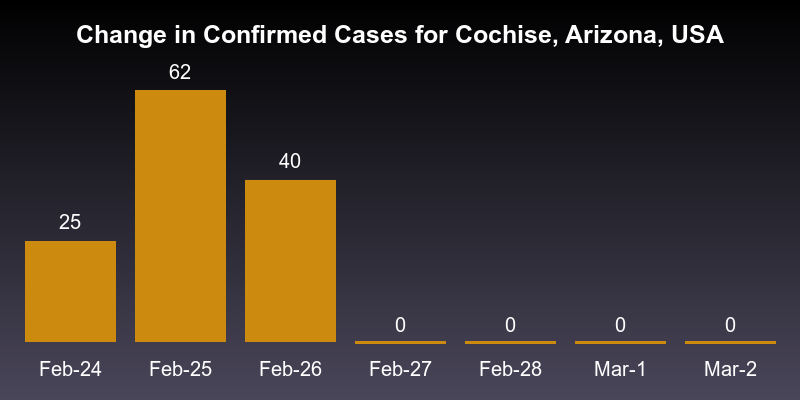 Change in Confirmed Cases for Cochise, Arizona, USA
62
40
25
0 0 0 0
Feb-24 Feb-25 Feb-26 Feb-27 Feb-28 Mar-1 Mar-2